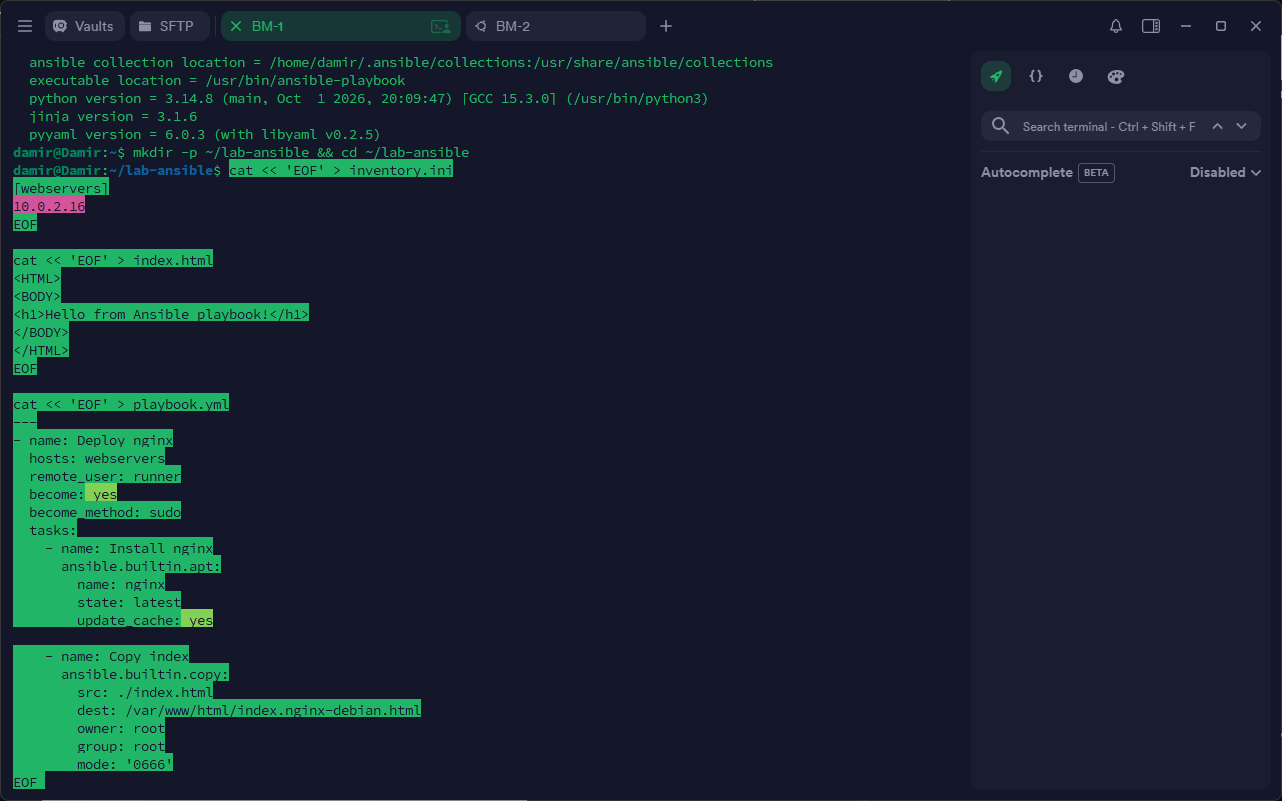 Vaults
SFTP
BM-1
BM-2
ansible collection location = /home/damir/.ansible/collections:/usr/share/ansible/collections
executable location = /usr/bin/ansible-playbook
python version = 3.14.8 (main, Oct  1 2026, 20:09:47) [GCC 15.3.0] (/usr/bin/python3)
jinja version = 3.1.6
pyyaml version = 6.0.3 (with libyaml v0.2.5)
damir@Damir:~$ mkdir -p ~/lab-ansible && cd ~/lab-ansible
damir@Damir:~/lab-ansible$ cat << 'EOF' > inventory.ini
[webservers]
10.0.2.16
EOF
cat << 'EOF' > index.html
<HTML>
<BODY>
<h1>Hello from Ansible playbook!</h1>
</BODY>
</HTML>
EOF
cat << 'EOF' > playbook.yml
---
- name: Deploy nginx
  hosts: webservers
  remote_user: runner
  become: yes
  become_method: sudo
  tasks:
    - name: Install nginx
      ansible.builtin.apt:
        name: nginx
        state: latest
        update_cache: yes
    - name: Copy index
      ansible.builtin.copy:
        src: ./index.html
        dest: /var/www/html/index.nginx-debian.html
        owner: root
        group: root
        mode: '0666'
EOF
Search terminal - Ctrl + Shift + F
Autocomplete BETA Disabled